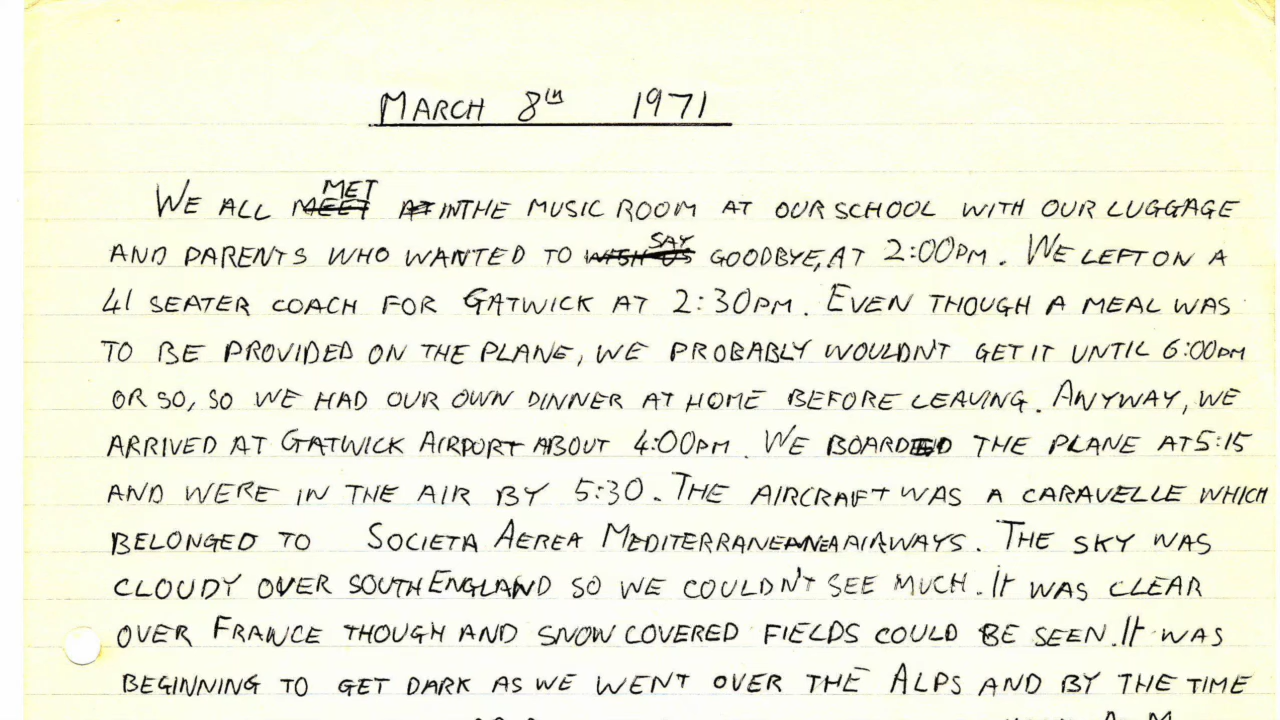 MARCH 8th 1971
WE ALL MEET MET AT IN THE MUSIC ROOM AT OUR SCHOOL WITH OUR LUGGAGE
AND PARENTS WHO WANTED TO WISH US SAY GOODBYE, AT 2:00PM. WE LEFT ON A
41 SEATER COACH FOR GATWICK AT 2:30PM. EVEN THOUGH A MEAL WAS
TO BE PROVIDED ON THE PLANE, WE PROBABLY WOULDN'T GET IT UNTIL 6:00PM
OR SO, SO WE HAD OUR OWN DINNER AT HOME BEFORE LEAVING. ANYWAY, WE
ARRIVED AT GATWICK AIRPORT ABOUT 4:00PM. WE BOARDED THE PLANE AT 5:15
AND WERE IN THE AIR BY 5:30. THE AIRCRAFT WAS A CARAVELLE WHICH
BELONGED TO SOCIETA AEREA MEDITERRANEANEA AIRWAYS. THE SKY WAS
CLOUDY OVER SOUTH ENGLAND SO WE COULDN'T SEE MUCH. It WAS CLEAR
OVER FRANCE THOUGH AND SNOW COVERED FIELDS COULD BE SEEN. It WAS
BEGINNING TO GET DARK AS WE WENT OVER THE ALPS AND BY THE TIME